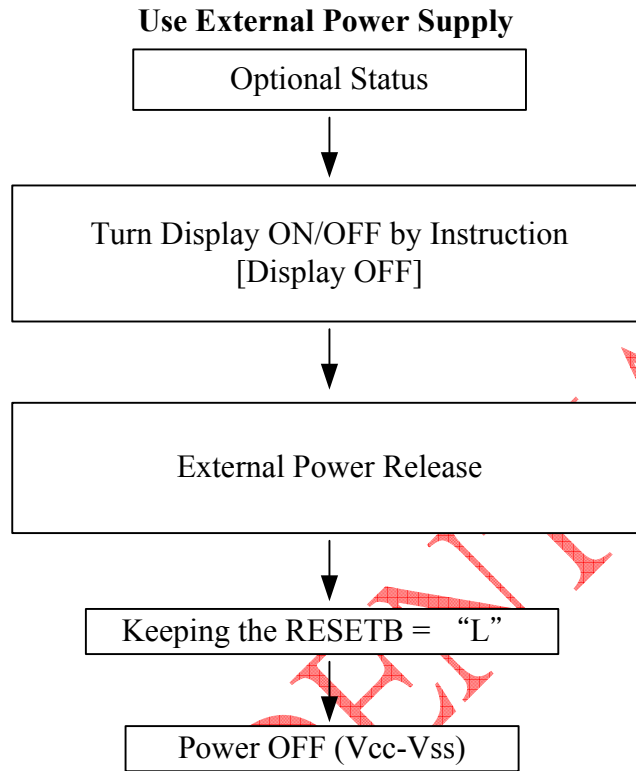 Use External Power Supply
Optional Status
Turn Display ON/OFF by Instruction
[Display OFF]
External Power Release
Keeping the RESETB = “L”
Power OFF (Vcc-Vss)